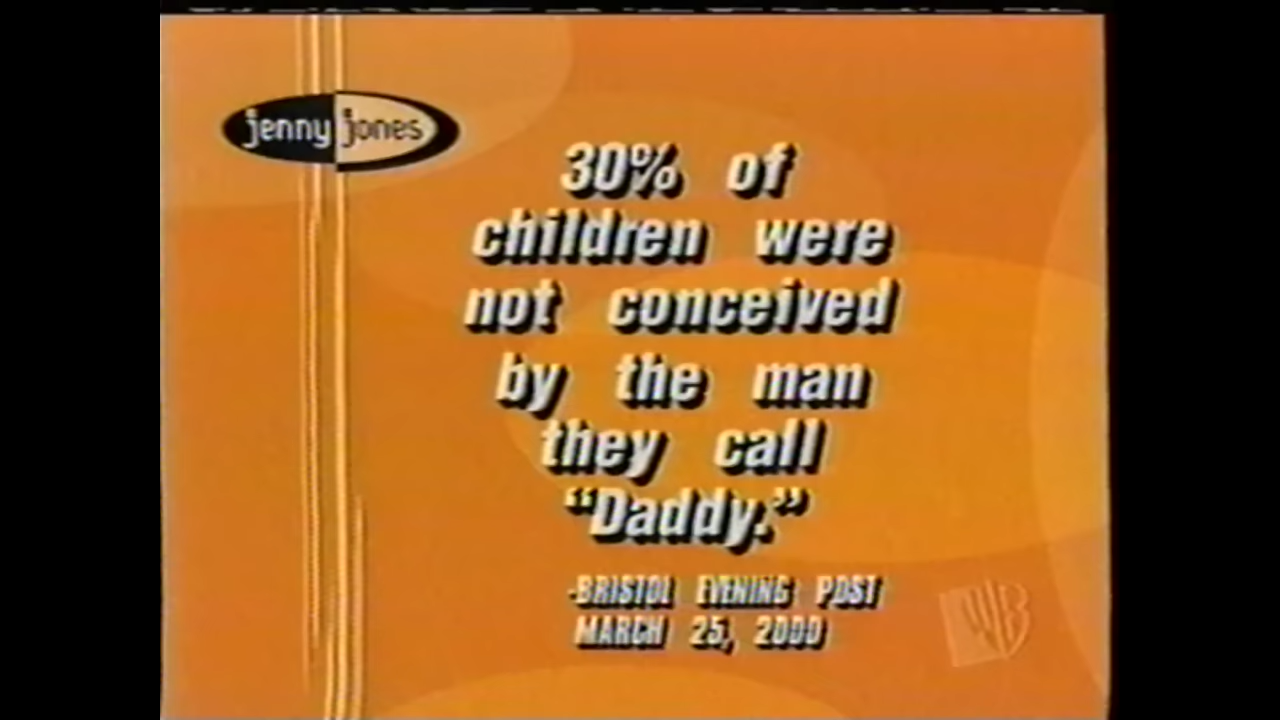 jenny jones
30% of
children were
not conceived
by the man
they call
“Daddy.”
-BRISTOL EVENING POST
MARCH 25, 2000
WB